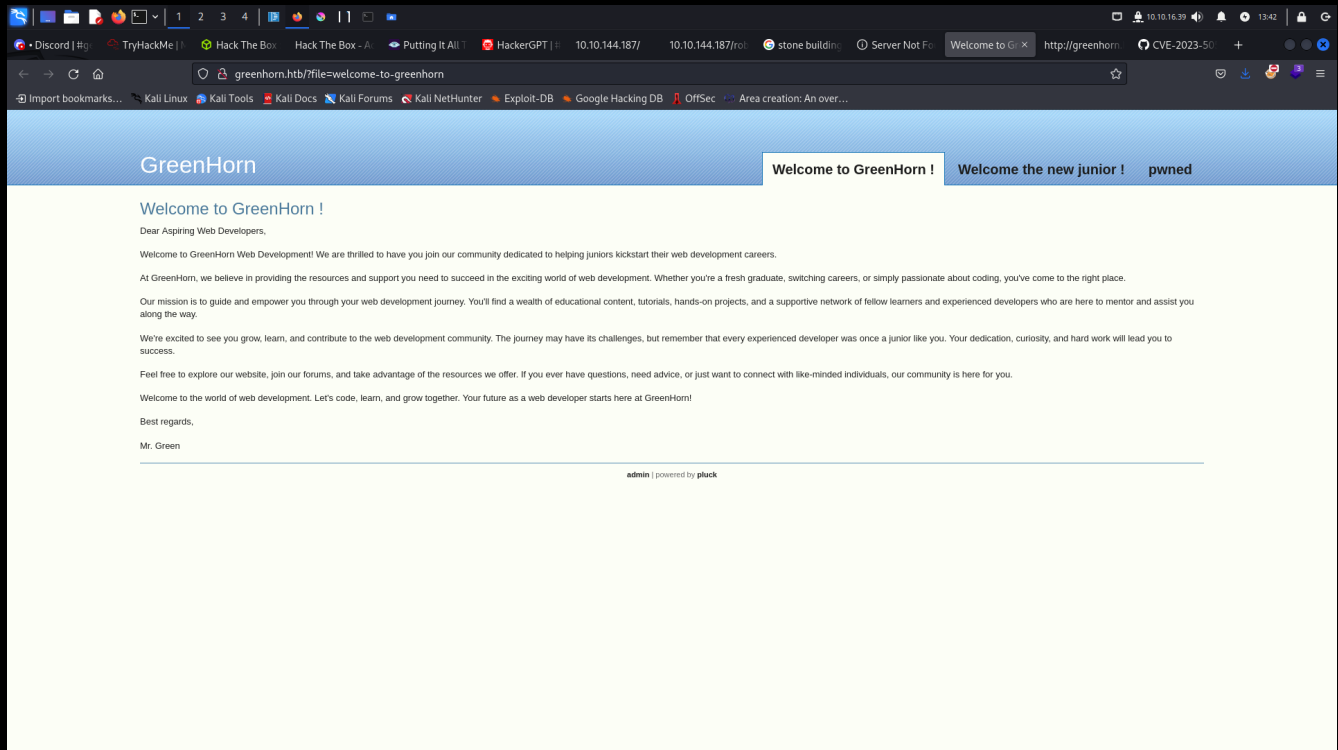 1 2 3 4 10.10.16.39 13:42
Discord | #g TryHackMe | Hack The Box Hack The Box - A Putting It All T HackerGPT | 10.10.144.187/ 10.10.144.187/rob stone building Server Not Fo Welcome to Gr × http://greenhorn. CVE-2023-50 +
greenhorn.htb/?file=welcome-to-greenhorn 3
Import bookmarks… Kali Linux Kali Tools Kali Docs Kali Forums Kali NetHunter Exploit-DB Google Hacking DB OffSec Area creation: An over…
GreenHorn Welcome to GreenHorn ! Welcome the new junior ! pwned
Welcome to GreenHorn !
Dear Aspiring Web Developers,
Welcome to GreenHorn Web Development! We are thrilled to have you join our community dedicated to helping juniors kickstart their web development careers.
At GreenHorn, we believe in providing the resources and support you need to succeed in the exciting world of web development. Whether you're a fresh graduate, switching careers, or simply passionate about coding, you've come to the right place.
Our mission is to guide and empower you through your web development journey. You'll find a wealth of educational content, tutorials, hands-on projects, and a supportive network of fellow learners and experienced developers who are here to mentor and assist you
along the way.
We're excited to see you grow, learn, and contribute to the web development community. The journey may have its challenges, but remember that every experienced developer was once a junior like you. Your dedication, curiosity, and hard work will lead you to
success.
Feel free to explore our website, join our forums, and take advantage of the resources we offer. If you ever have questions, need advice, or just want to connect with like-minded individuals, our community is here for you.
Welcome to the world of web development. Let's code, learn, and grow together. Your future as a web developer starts here at GreenHorn!
Best regards,
Mr. Green
admin | powered by pluck